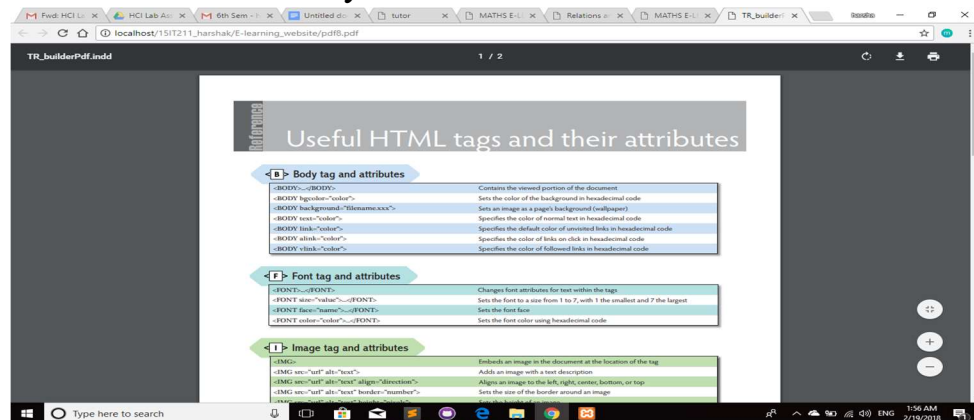 Fwd: HCI La
HCI Lab Ass
6th Sem -
Untitled do
tutor
MATHS E-L
Relations a
MATHS E-L
TR_builder
localhost/15IT211_harshak/E-learning_website/pdf8.pdf
TR_builderPdf.indd
1 / 2
Reference
Useful HTML tags and their attributes
<B> Body tag and attributes
<BODY>...</BODY> Contains the viewed portion of the document
<BODY bgcolor="color"> Sets the color of the background in hexadecimal code
<BODY background="filename.xxx"> Sets an image as a page's background (wallpaper)
<BODY text="color"> Specifies the color of normal text in hexadecimal code
<BODY link="color"> Specifies the default color of unvisited links in hexadecimal code
<BODY alink="color"> Specifies the color of links on click in hexadecimal code
<BODY vlink="color"> Specifies the color of followed links in hexadecimal code
<F> Font tag and attributes
<FONT>...</FONT> Changes font attributes for text within the tags
<FONT size="value">...</FONT> Sets the font to a size from 1 to 7, with 1 the smallest and 7 the largest
<FONT face="name">...</FONT> Sets the font face
<FONT color="color">...</FONT> Sets the font color using hexadecimal code
<I> Image tag and attributes
<IMG> Embeds an image in the document at the location of the tag
<IMG src="url" alt="text"> Adds an image with a text description
<IMG src="url" alt="text" align="direction"> Aligns an image to the left, right, center, bottom, or top
<IMG src="url" alt="text" border="number"> Sets the size of the border around an image
Type here to search
ENG
1:56 AM
2/19/2018